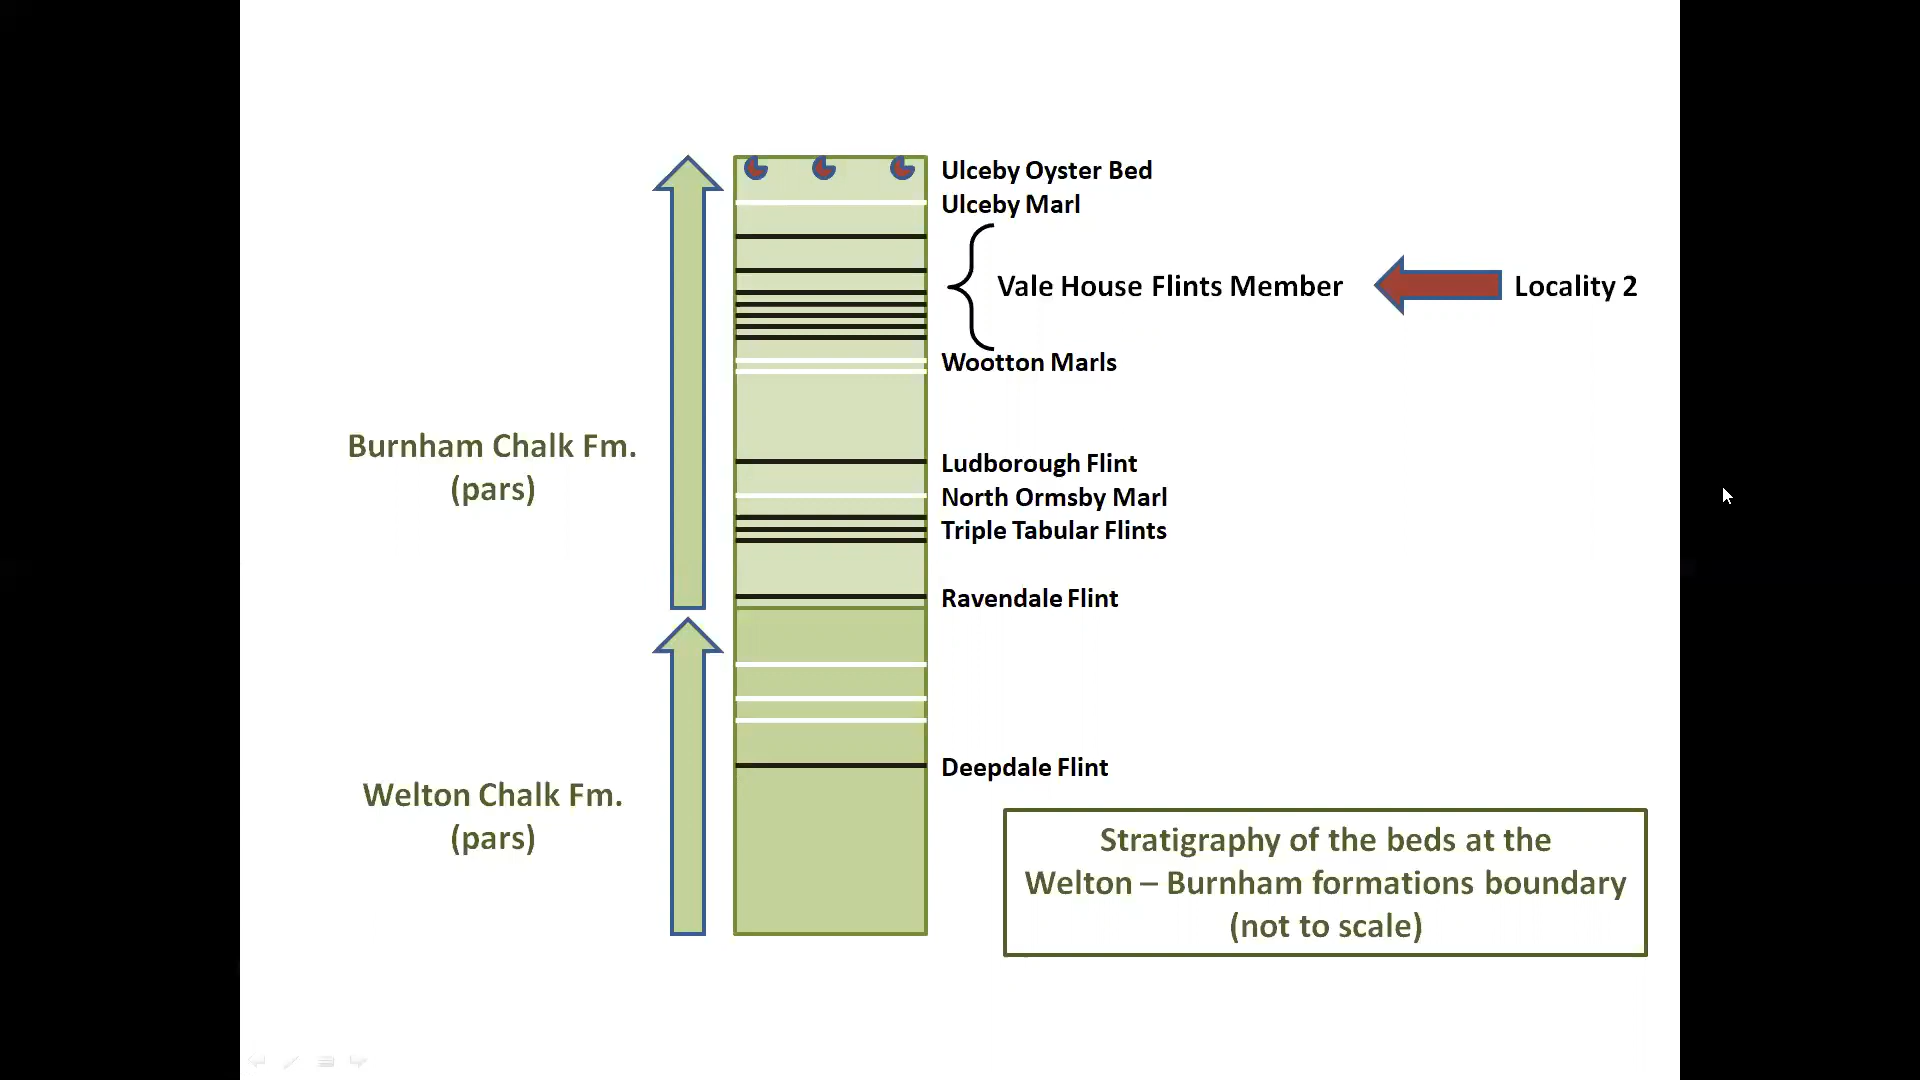 Ulceby Oyster Bed
Ulceby Marl
Vale House Flints Member
Locality 2
Wootton Marls
Burnham Chalk Fm.
(pars)
Ludborough Flint
North Ormsby Marl
Triple Tabular Flints
Ravendale Flint
Deepdale Flint
Welton Chalk Fm.
(pars)
Stratigraphy of the beds at the
Welton – Burnham formations boundary
(not to scale)